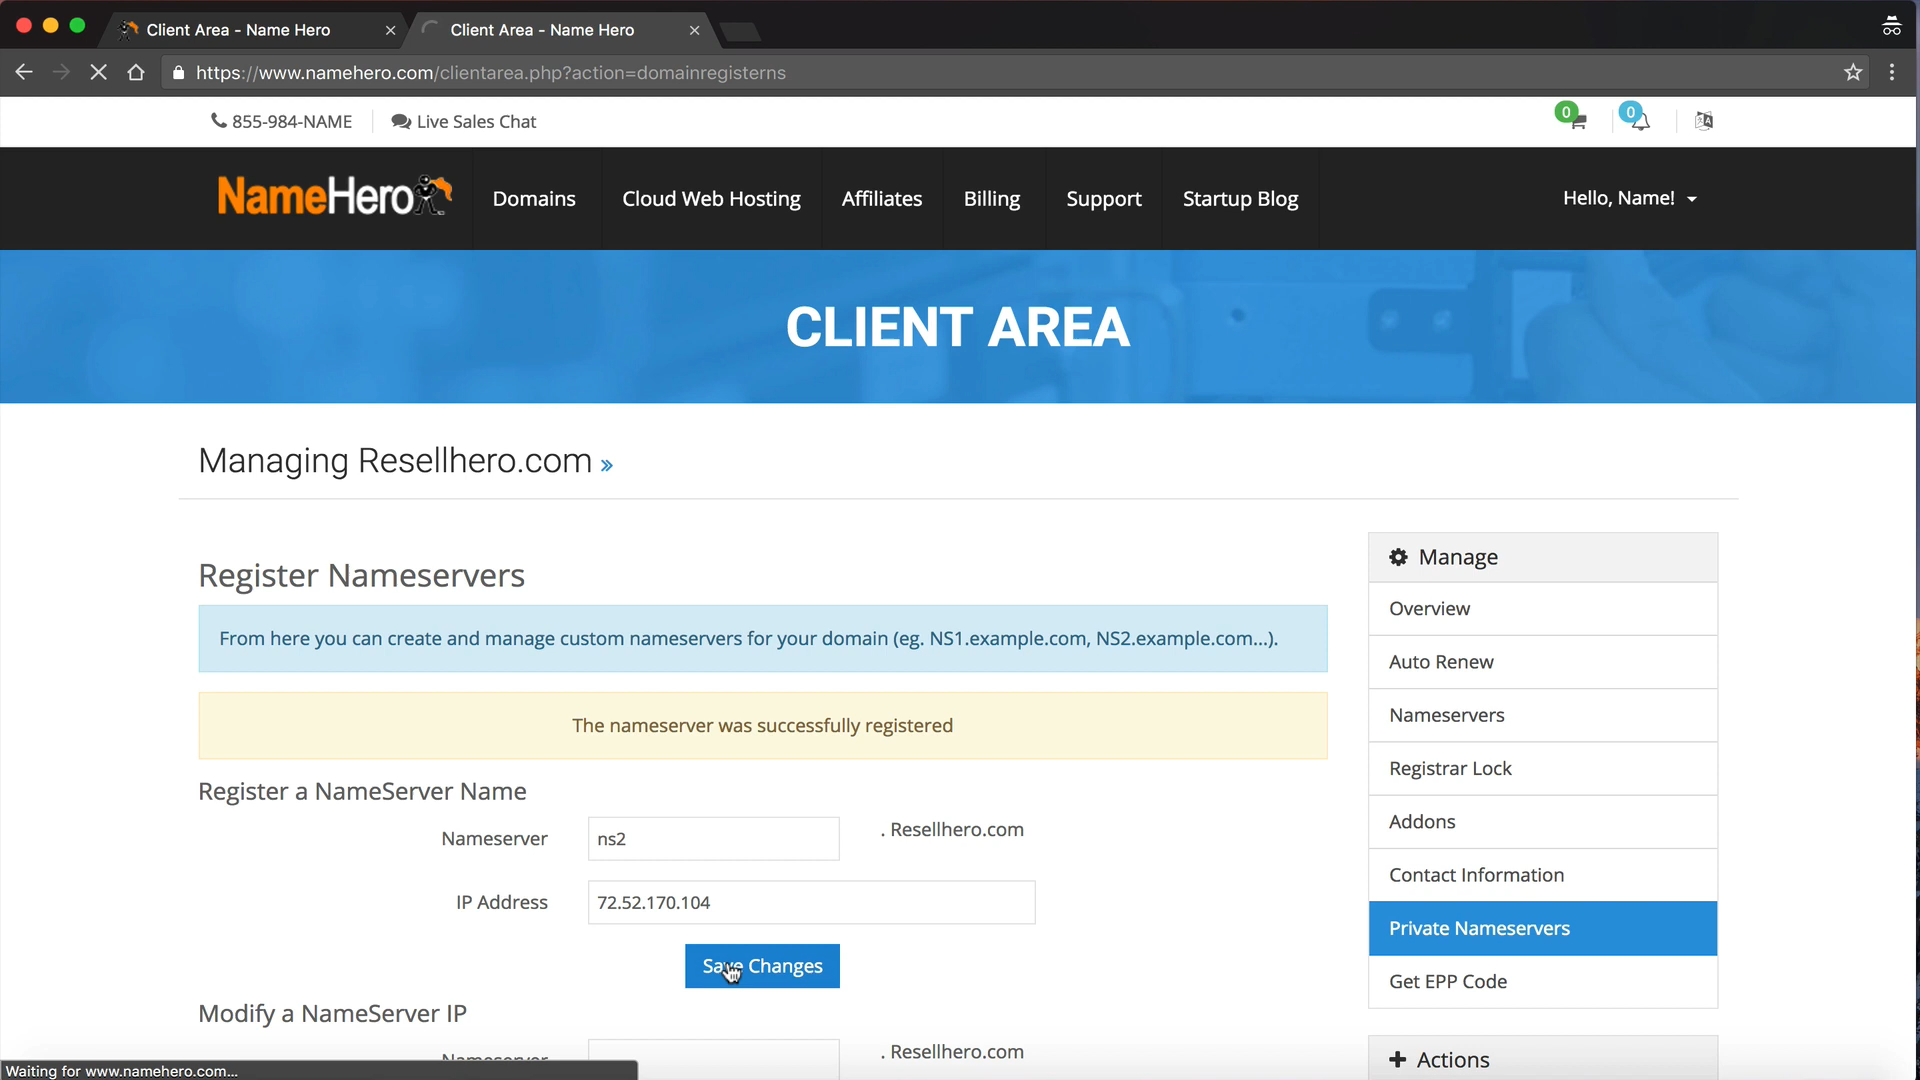 Client Area - Name Hero
Client Area - Name Hero
https://www.namehero.com/clientarea.php?action=domainregisterns
855-984-NAME
Live Sales Chat
0
0
NameHero
Domains
Cloud Web Hosting
Affiliates
Billing
Support
Startup Blog
Hello, Name!
CLIENT AREA
Managing Resellhero.com »
Register Nameservers
From here you can create and manage custom nameservers for your domain (eg. NS1.example.com, NS2.example.com...).
The nameserver was successfully registered
Register a NameServer Name
Nameserver
ns2
. Resellhero.com
IP Address
72.52.170.104
Save Changes
Modify a NameServer IP
Nameserver
. Resellhero.com
Manage
Overview
Auto Renew
Nameservers
Registrar Lock
Addons
Contact Information
Private Nameservers
Get EPP Code
Actions
Waiting for www.namehero.com...